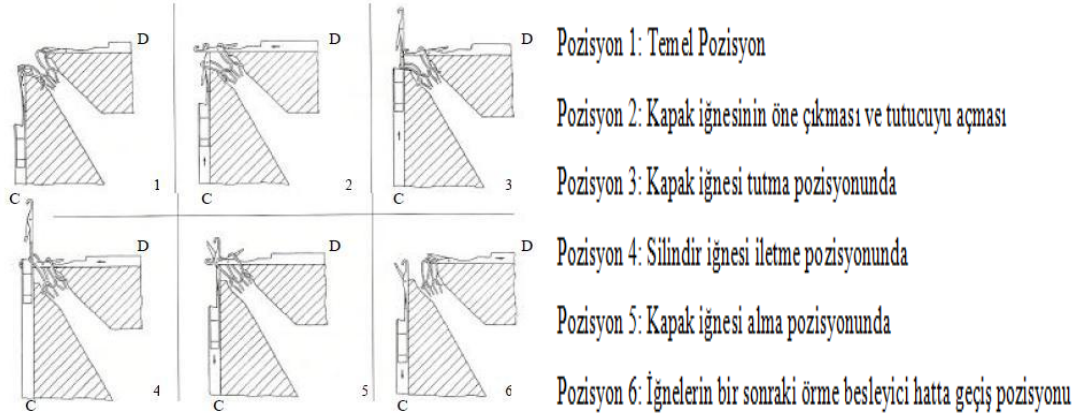 D
D
D
C
1
C
2
C
3
D
D
D
C
4
C
5
C
6
Pozisyon 1: Temel Pozisyon
Pozisyon 2: Kapak iğnesinin öne çıkması ve tutucuyu açması
Pozisyon 3: Kapak iğnesi tutma pozisyonunda
Pozisyon 4: Silindir iğnesi iletme pozisyonunda
Pozisyon 5: Kapak iğnesi alma pozisyonunda
Pozisyon 6: İğnelerin bir sonraki örme besleyici hatta geçiş pozisyonu